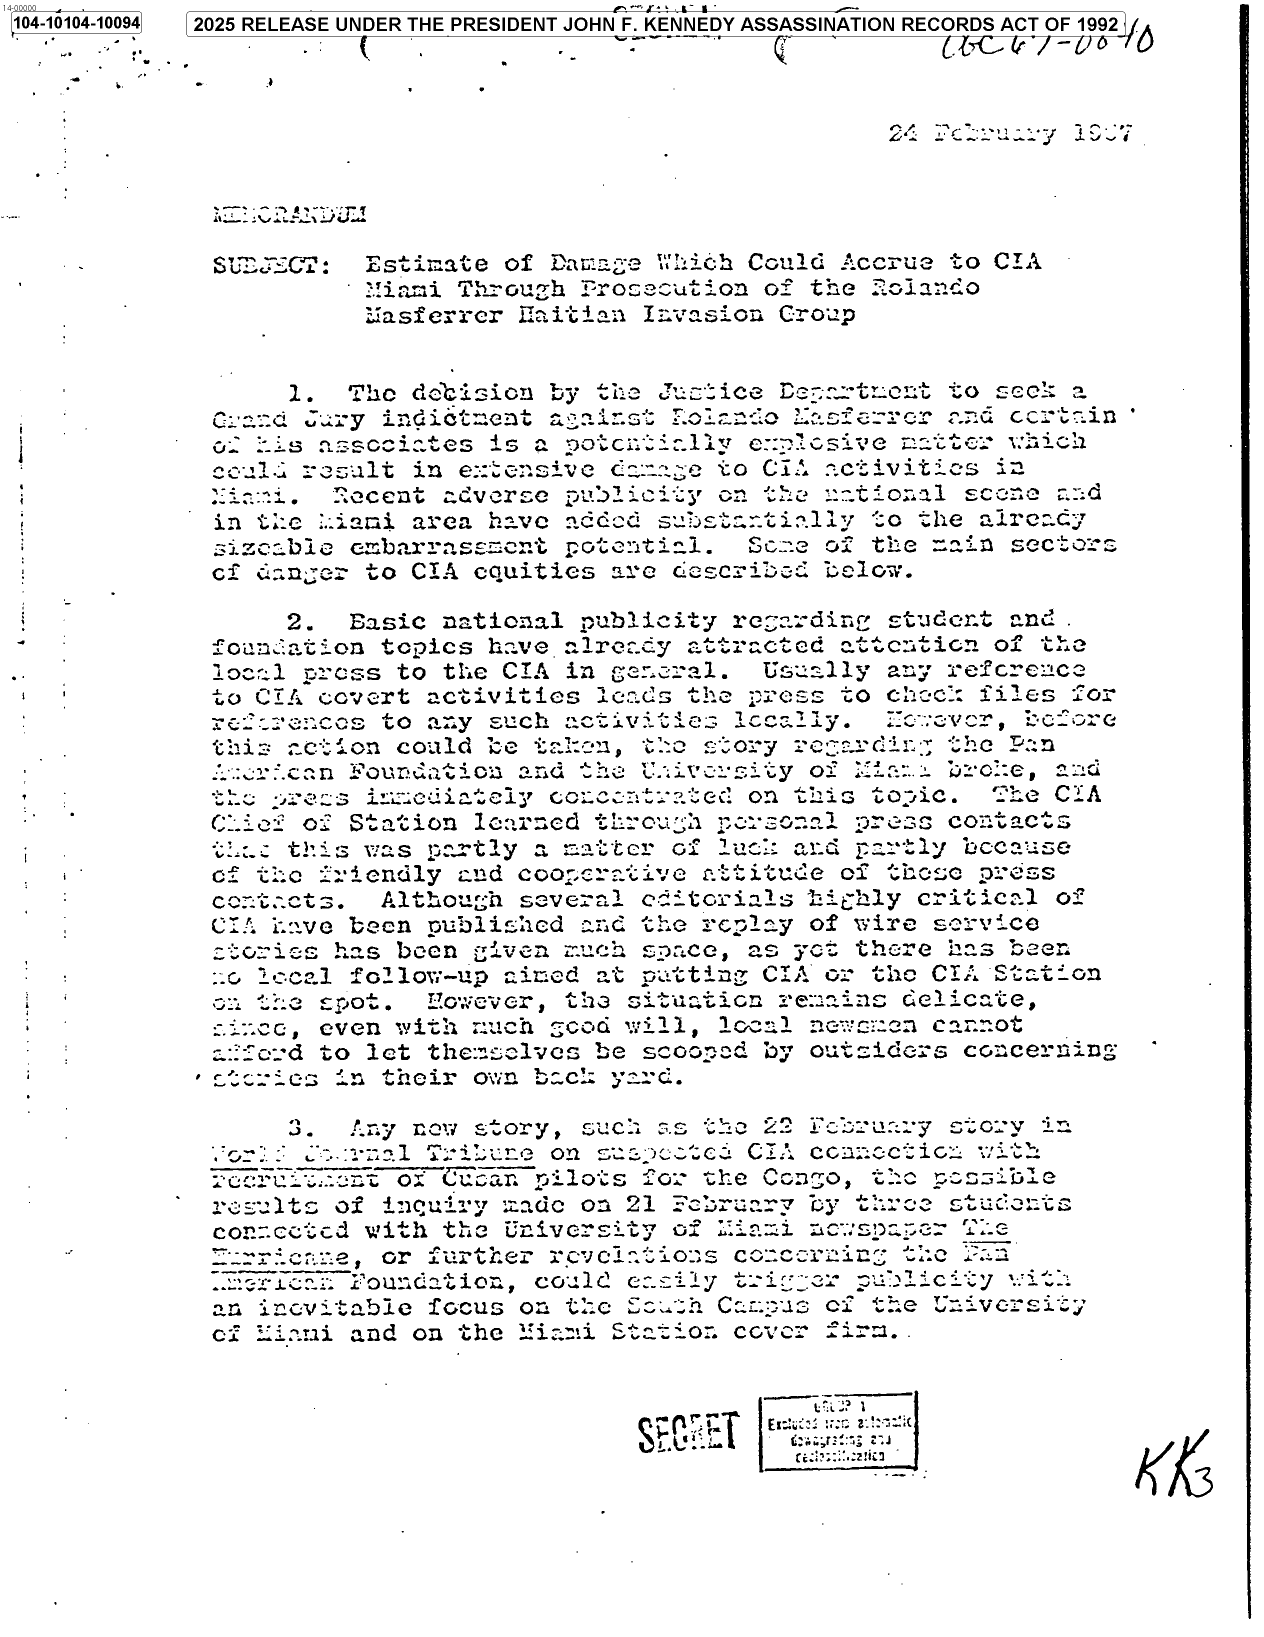 14-00000
104-10104-10094
2025 RELEASE UNDER THE PRESIDENT JOHN F. KENNEDY ASSASSINATION RECORDS ACT OF 1992
24 February 1967
MEMORANDUM
SUBJECT: Estimate of Damage Which Could Accrue to CIA
Miami Through Prosecution of the Rolando
Masferrer Haitian Invasion Group
1. The decision by the Justice Department to seek a
Grand Jury indictment against Rolando Masferrer and certain
of his associates is a potentially explosive matter which
could result in extensive damage to CIA activities in
Miami. Recent adverse publicity on the national scene and
in the Miami area have added substantially to the already
sizeable embarrassment potential. Some of the main sectors
of danger to CIA equities are described below.
2. Basic national publicity regarding student and
foundation topics have already attracted attention of the
local press to the CIA in general. Usually any reference
to CIA covert activities leads the press to check files for
references to any such activities locally. However, before
this action could be taken, the story regarding the Pan
American Foundation and the University of Miami broke, and
the press immediately concentrated on this topic. The CIA
Chief of Station learned through personal press contacts
that this was partly a matter of luck and partly because
of the friendly and cooperative attitude of these press
contacts. Although several editorials highly critical of
CIA have been published and the replay of wire service
stories has been given much space, as yet there has been
no local follow-up aimed at putting CIA or the CIA Station
on the spot. However, the situation remains delicate,
since, even with much good will, local newsmen cannot
afford to let themselves be scooped by outsiders concerning
stories in their own back yard.
3. Any new story, such as the 22 February story in
World Journal Tribune on suspected CIA connection with
recruitment of Cuban pilots for the Congo, the possible
results of inquiry made on 21 February by three students
connected with the University of Miami newspaper The
Hurricane, or further revelations concerning the Pan
American Foundation, could easily trigger publicity with
an inevitable focus on the South Campus of the University
of Miami and on the Miami Station cover firm.
SECRET
GROUP 1
Excluded from automatic
downgrading and
declassification
KK3